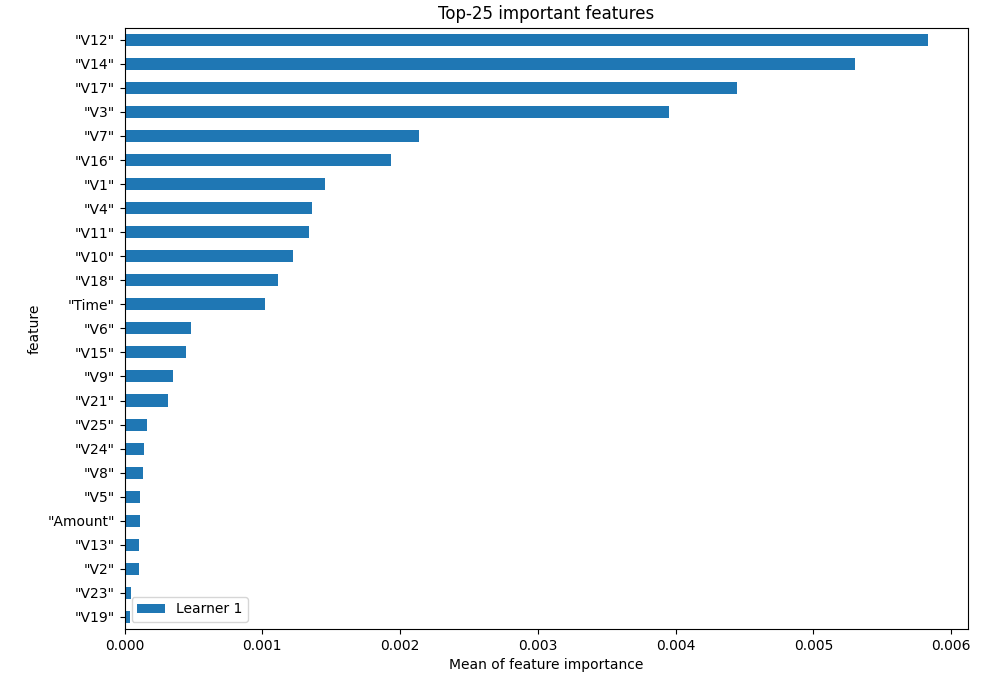 Top-25 important features
"V12"
"V14"
"V17"
"V3"
"V7"
"V16"
"V1"
"V4"
"V11"
"V10"
"V18"
"Time"
"V6"
"V15"
"V9"
"V21"
"V25"
"V24"
"V8"
"V5"
"Amount"
"V13"
"V2"
"V23"
"V19"
feature
Learner 1
0.000 0.001 0.002 0.003 0.004 0.005 0.006
Mean of feature importance